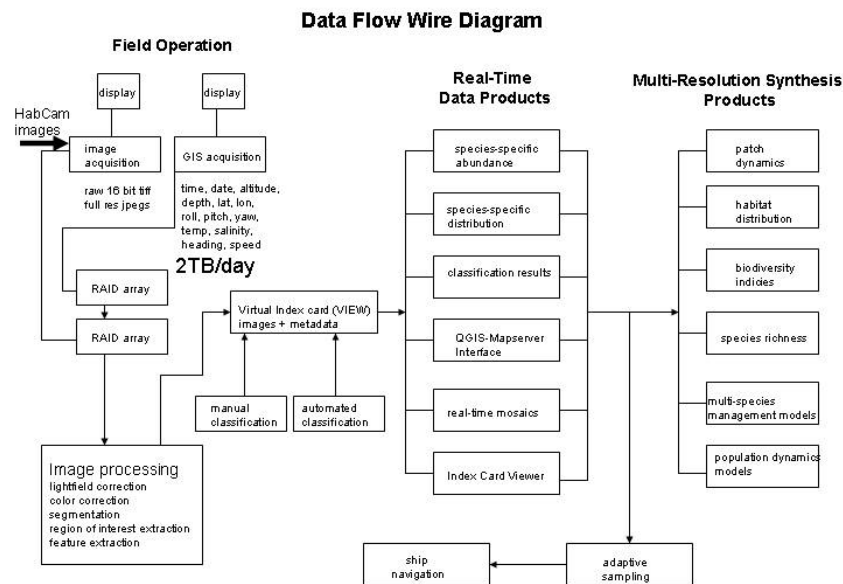 Data Flow Wire Diagram
Field Operation
display
display
HabCam
images
image
acquisition
GIS acquisition
raw 16 bit tiff
full res jpegs
time, date, altitude,
depth, lat, lon,
roll, pitch, yaw,
temp, salinity,
heading, speed
2TB/day
RAID array
RAID array
Image processing
lightfield correction
color correction
segmentation
region of interest extraction
feature extraction
Virtual Index card (VIEW)
images + metadata
manual
classification
automated
classification
Real-Time
Data Products
species-specific
abundance
species-specific
distribution
classification results
QGIS-Mapserver
Interface
real-time mosaics
Index Card Viewer
Multi-Resolution Synthesis
Products
patch
dynamics
habitat
distribution
biodiversity
indicies
species richness
multi-species
management models
population dynamics
models
ship
navigation
adaptive
sampling